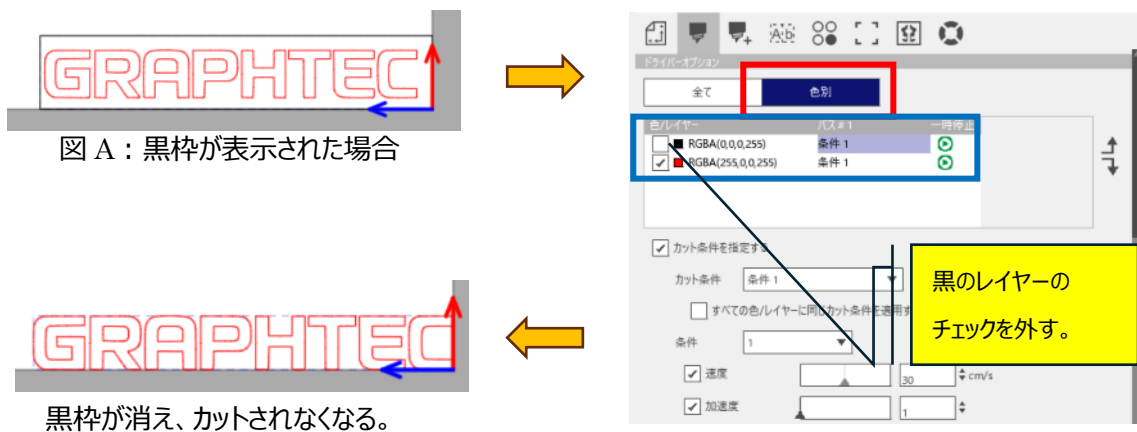 GRAPHTEC
図 A：黒枠が表示された場合
GRAPHTEC
黒枠が消え、カットされなくなる。
A:b
ドライバーオプション
全て
色別
色/レイヤー
パス#1
一時停止
RGBA(0,0,0,255)
条件 1
RGBA(255,0,0,255)
条件 1
カット条件を指定する
カット条件
条件 1
すべての色/レイヤーに同じカット条件を適用す
条件
1
速度
30
cm/s
加速度
1
黒のレイヤーの
チェックを外す。